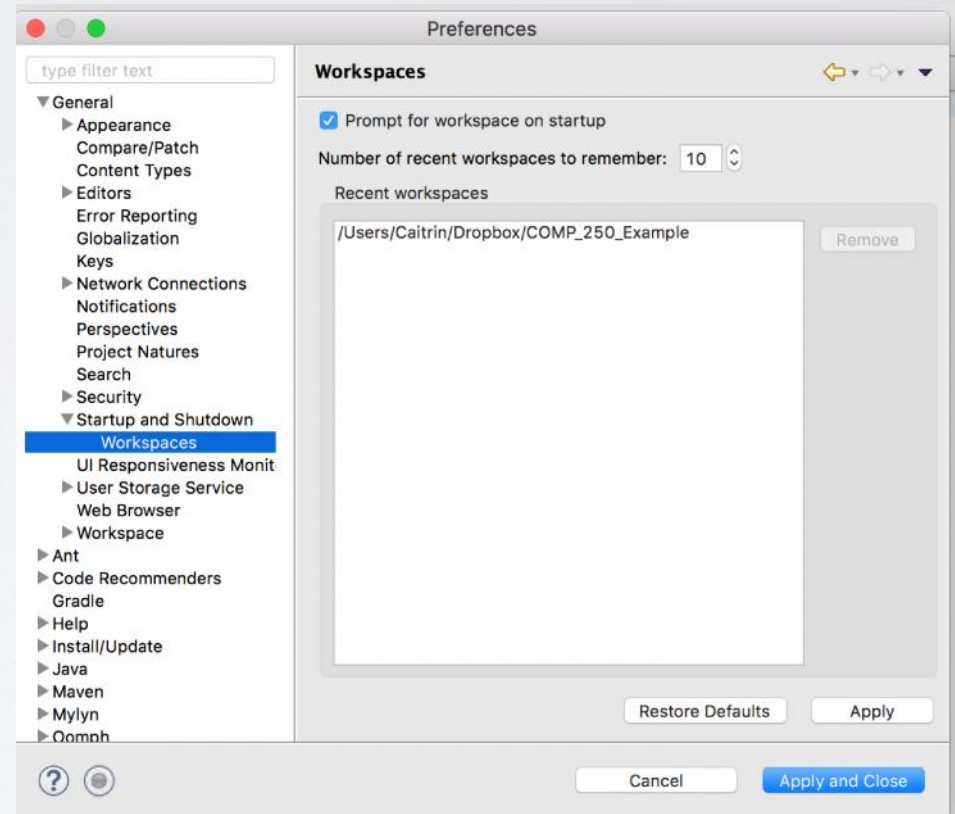 Preferences
type filter text
General
Appearance
Compare/Patch
Content Types
Editors
Error Reporting
Globalization
Keys
Network Connections
Notifications
Perspectives
Project Natures
Search
Security
Startup and Shutdown
Workspaces
UI Responsiveness Monit
User Storage Service
Web Browser
Workspace
Ant
Code Recommenders
Gradle
Help
Install/Update
Java
Maven
Mylyn
Oomph
Workspaces
Prompt for workspace on startup
Number of recent workspaces to remember: 10
Recent workspaces
/Users/Caitrin/Dropbox/COMP_250_Example
Remove
Restore Defaults
Apply
?
Cancel
Apply and Close